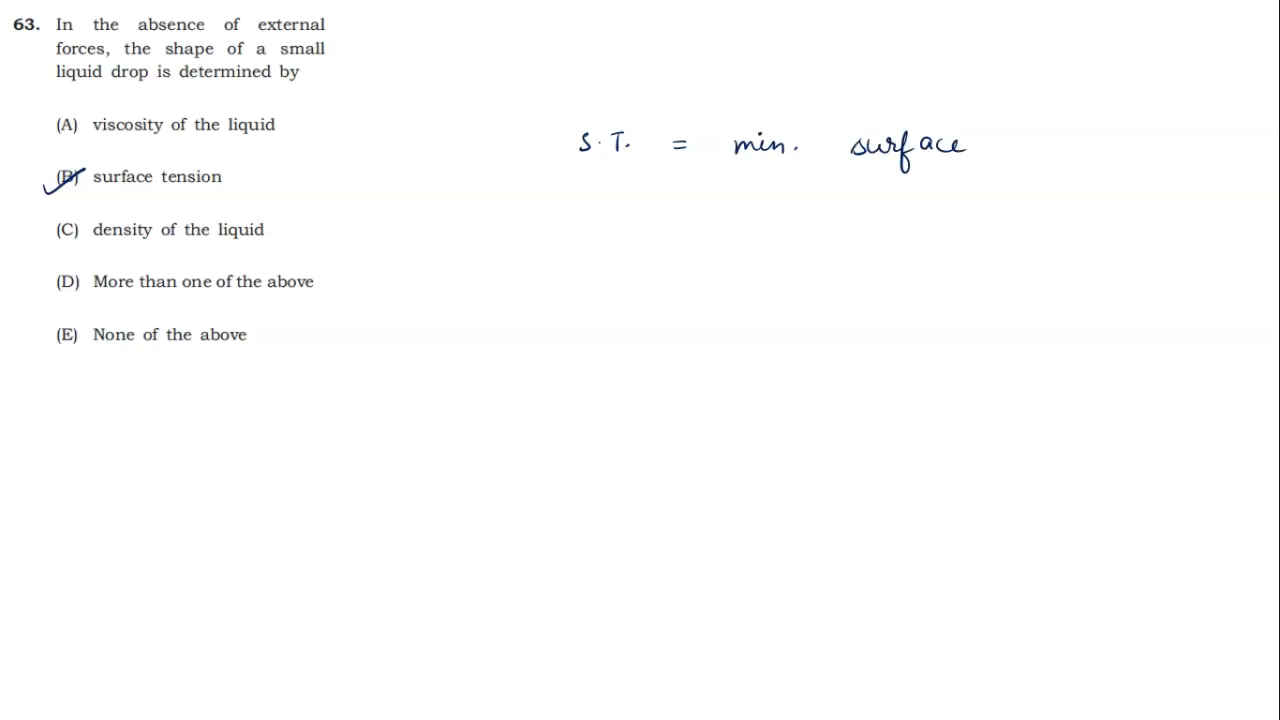 63. In the absence of external
forces, the shape of a small
liquid drop is determined by
(A) viscosity of the liquid
S.T. = min. surface
(B) surface tension
(C) density of the liquid
(D) More than one of the above
(E) None of the above